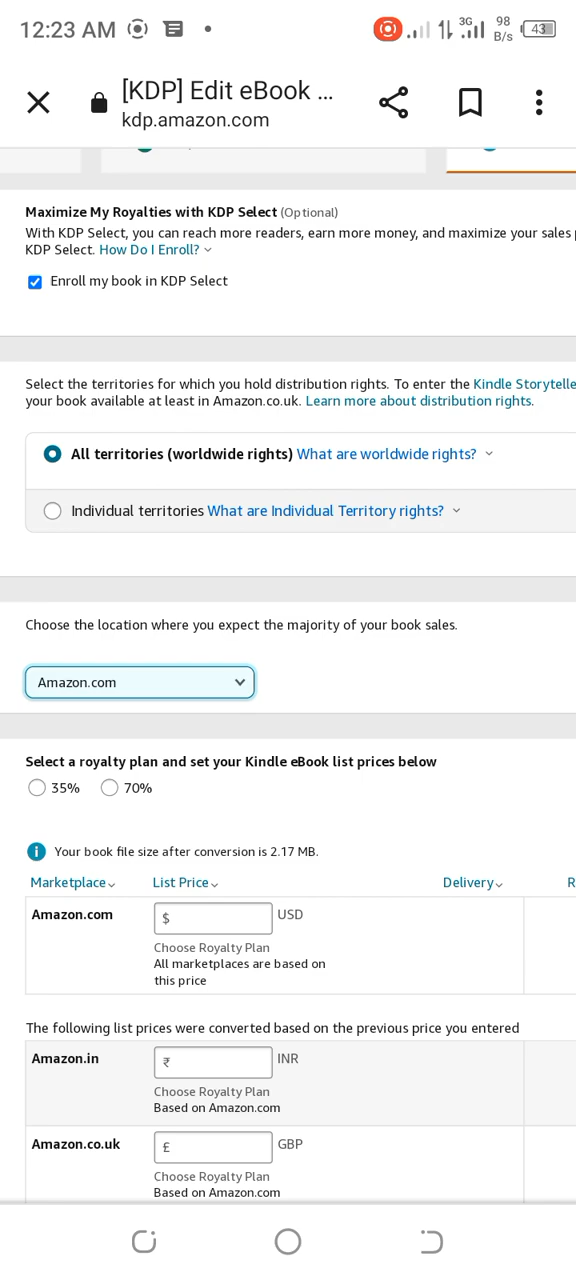 12:23 AM
3G
98
B/s
43
[KDP] Edit eBook ...
kdp.amazon.com
Maximize My Royalties with KDP Select (Optional)
With KDP Select, you can reach more readers, earn more money, and maximize your sales
KDP Select. How Do I Enroll?
Enroll my book in KDP Select
Select the territories for which you hold distribution rights. To enter the Kindle Storytelle
your book available at least in Amazon.co.uk. Learn more about distribution rights.
All territories (worldwide rights) What are worldwide rights?
Individual territories What are Individual Territory rights?
Choose the location where you expect the majority of your book sales.
Amazon.com
Select a royalty plan and set your Kindle eBook list prices below
35% 70%
i Your book file size after conversion is 2.17 MB.
Marketplace List Price Delivery R
Amazon.com $ USD
Choose Royalty Plan
All marketplaces are based on
this price
The following list prices were converted based on the previous price you entered
Amazon.in ₹ INR
Choose Royalty Plan
Based on Amazon.com
Amazon.co.uk £ GBP
Choose Royalty Plan
Based on Amazon.com